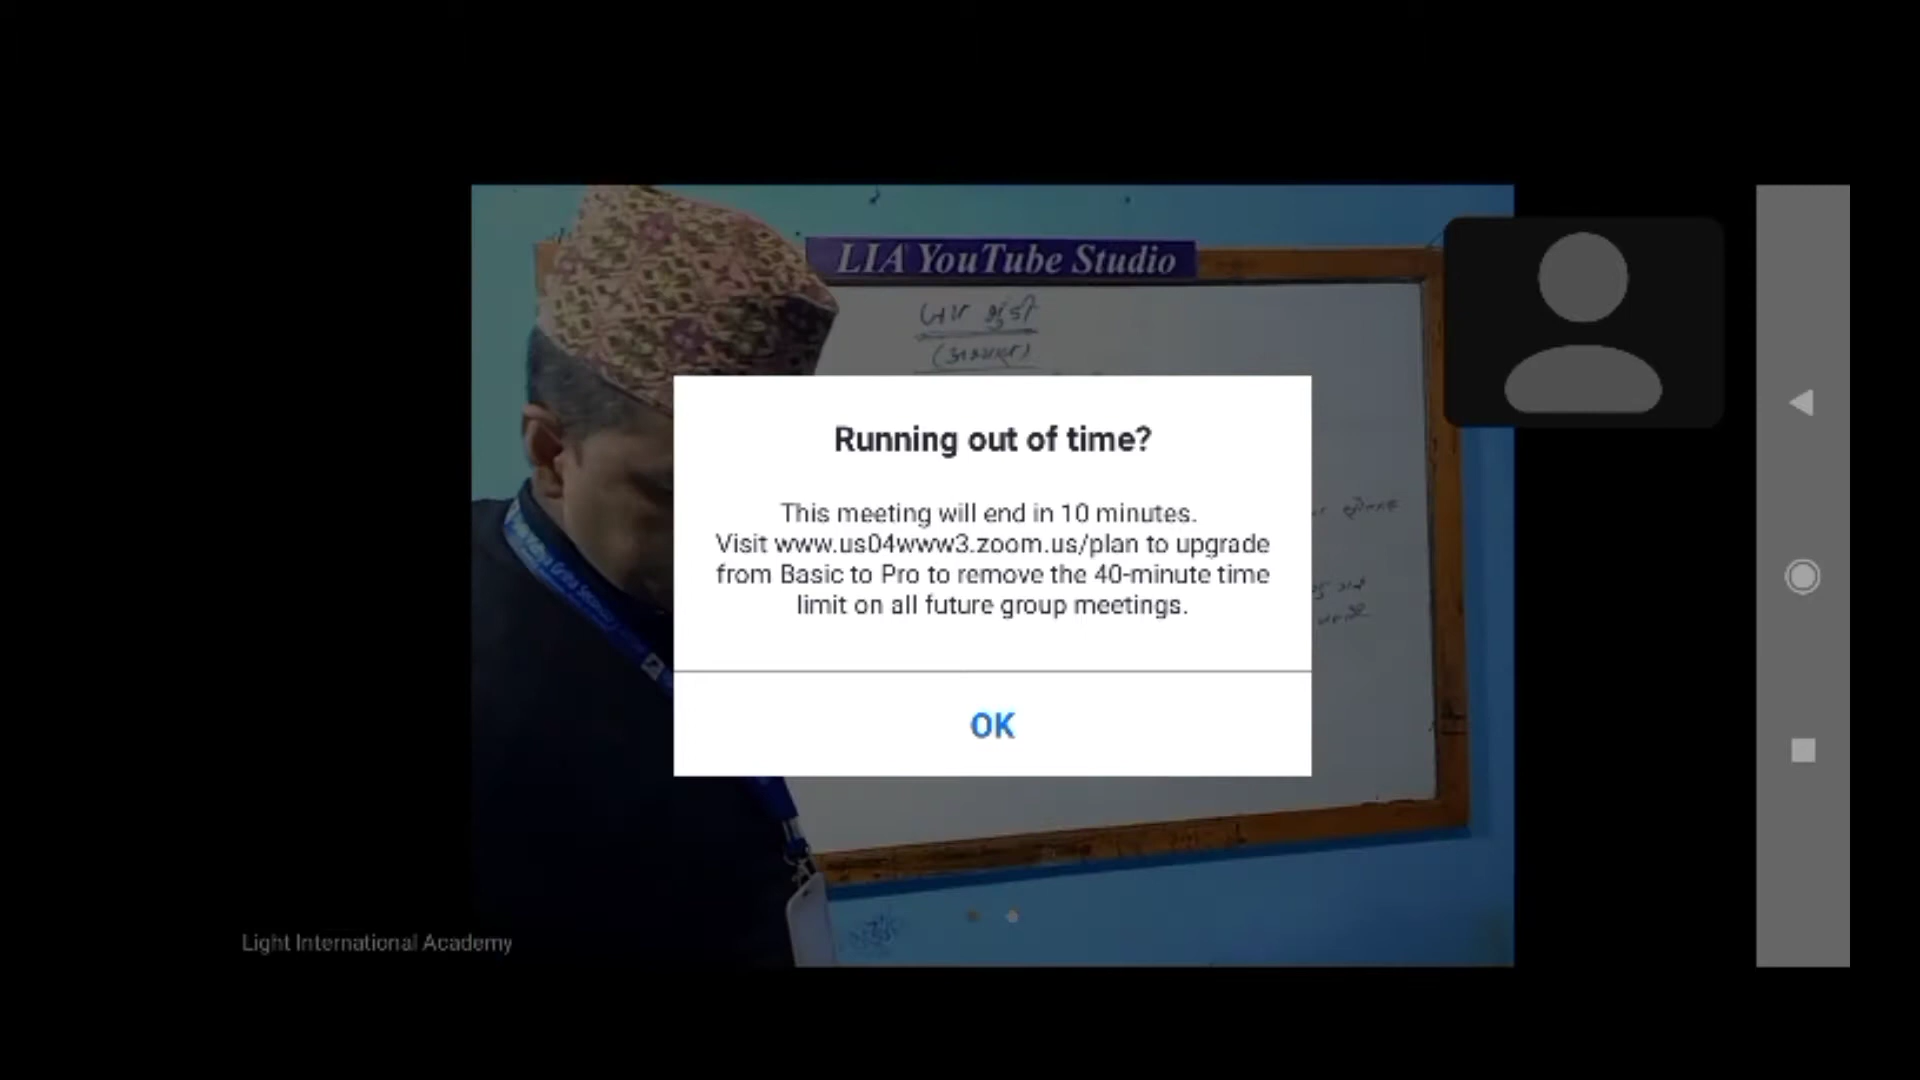 LIA YouTube Studio
Running out of time?
This meeting will end in 10 minutes.
Visit www.us04www3.zoom.us/plan to upgrade
from Basic to Pro to remove the 40-minute time
limit on all future group meetings.
OK
Light International Academy